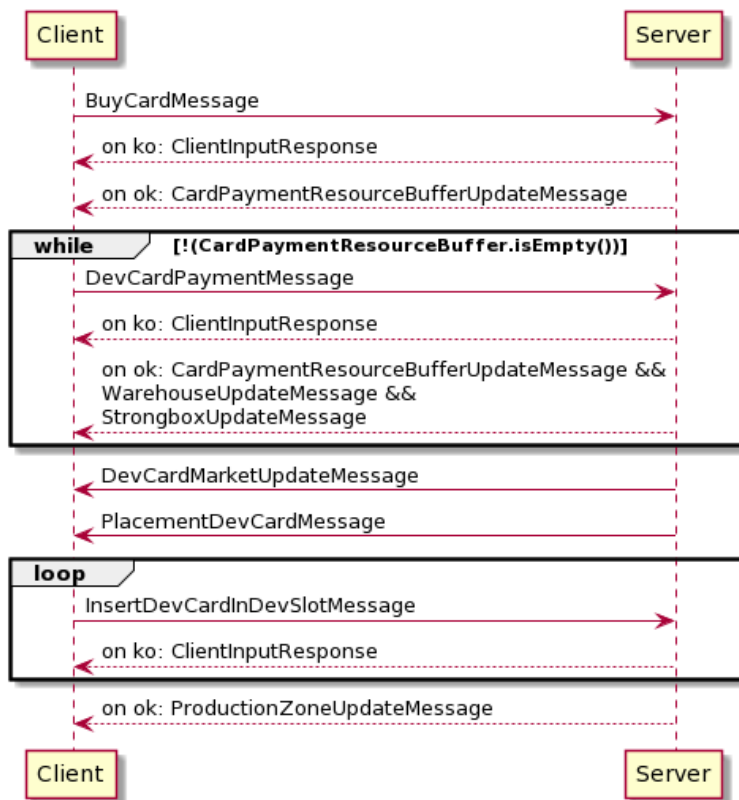 Client Server
BuyCardMessage
on ko: ClientInputResponse
on ok: CardPaymentResourceBufferUpdateMessage
while [!(CardPaymentResourceBuffer.isEmpty())]
DevCardPaymentMessage
on ko: ClientInputResponse
on ok: CardPaymentResourceBufferUpdateMessage &&
WarehouseUpdateMessage &&
StrongboxUpdateMessage
DevCardMarketUpdateMessage
PlacementDevCardMessage
loop
InsertDevCardInDevSlotMessage
on ko: ClientInputResponse
on ok: ProductionZoneUpdateMessage
Client Server